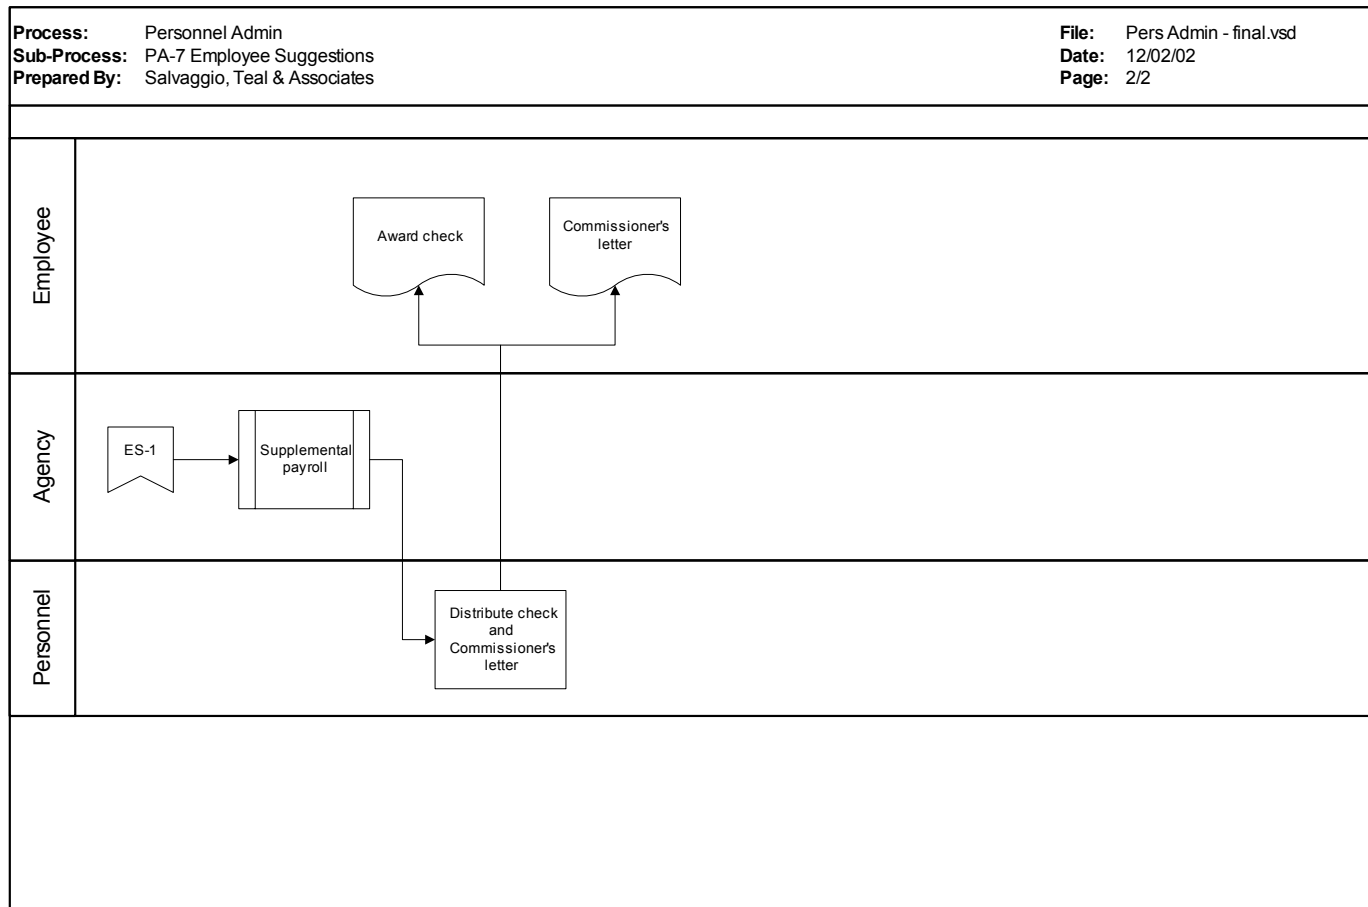 Process: Personnel Admin
Sub-Process: PA-7 Employee Suggestions
Prepared By: Salvaggio, Teal & Associates
File: Pers Admin - final.vsd
Date: 12/02/02
Page: 2/2
Employee
Award check
Commissioner's
letter
Agency
ES-1
Supplemental
payroll
Personnel
Distribute check
and
Commissioner's
letter